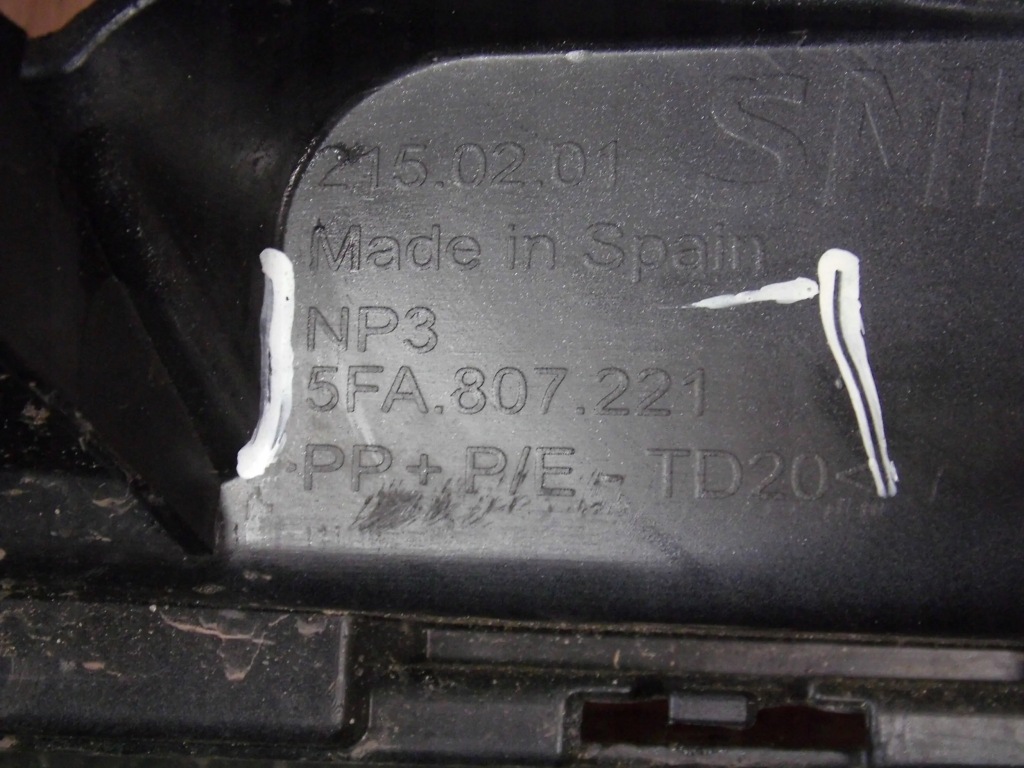 215.02.01
Made in Spain
NP3
5FA.807.221
PP + P/E - TD20<